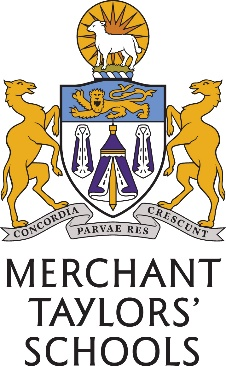 CONCORDIA PARVAE RES CRESCUNT
MERCHANT
TAYLORS'
SCHOOLS